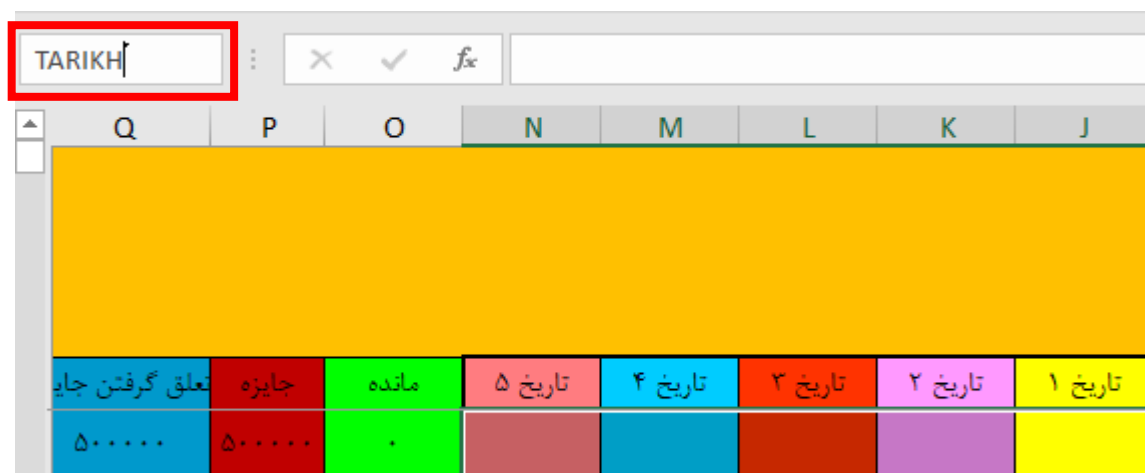 TARIKH
fx
Q P O N M L K J
تاریخ ۱ تاریخ ۲ تاریخ ۳ تاریخ ۴ تاریخ ۵ مانده جایزه تعلق گرفتن جای
۰ ۵۰۰۰۰۰ ۵۰۰۰۰۰